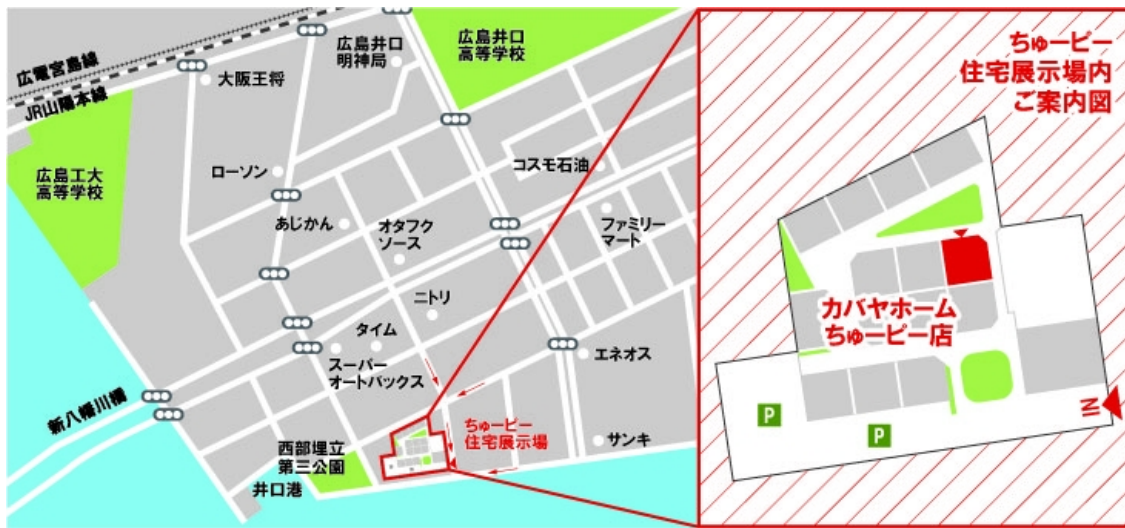 広島井口
明神局
広島井口
高等学校
広電宮島線
JR山陽本線
大阪王将
広島工大
高等学校
ローソン
コスモ石油
あじかん
オタフク
ソース
ファミリー
マート
ニトリ
タイム
スーパー
オートバックス
エネオス
新八幡川橋
西部埋立
第三公園
井口港
ちゅーピー
住宅展示場
サンキ
ちゅーピー
住宅展示場内
ご案内図
カバヤホーム
ちゅーピー店
P
P
IN